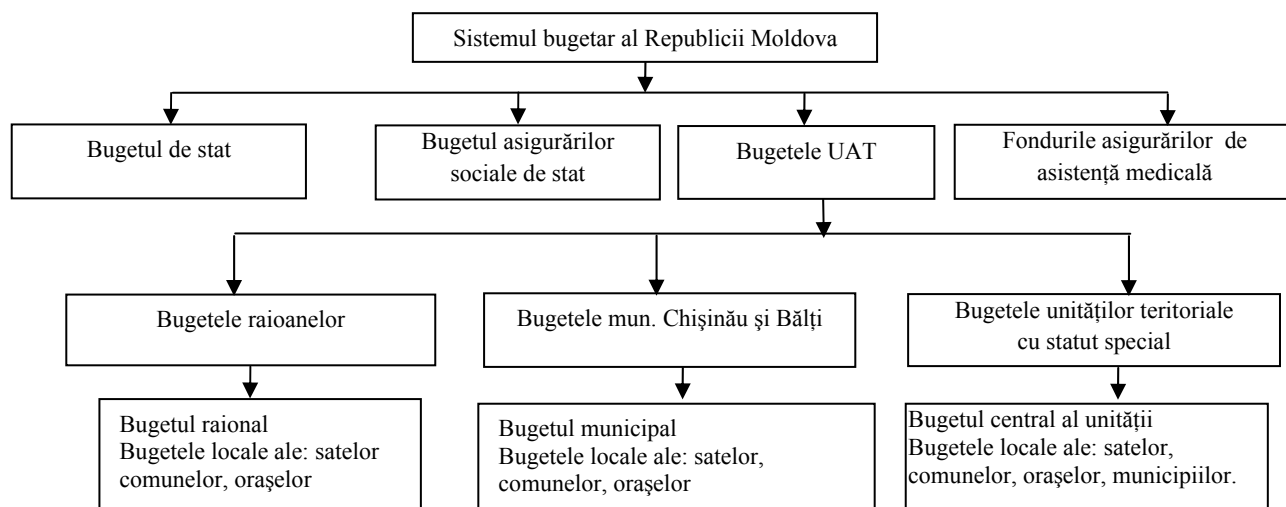 Sistemul bugetar al Republicii Moldova
Bugetul de stat
Bugetul asigurărilor
sociale de stat
Bugetele UAT
Fondurile asigurărilor de
asistență medicală
Bugetele raioanelor
Bugetele mun. Chişinău şi Bălți
Bugetele unităților teritoriale
cu statut special
Bugetul raional
Bugetele locale ale: satelor
comunelor, oraşelor
Bugetul municipal
Bugetele locale ale: satelor,
comunelor, oraşelor
Bugetul central al unității
Bugetele locale ale: satelor,
comunelor, oraşelor, municipiilor.